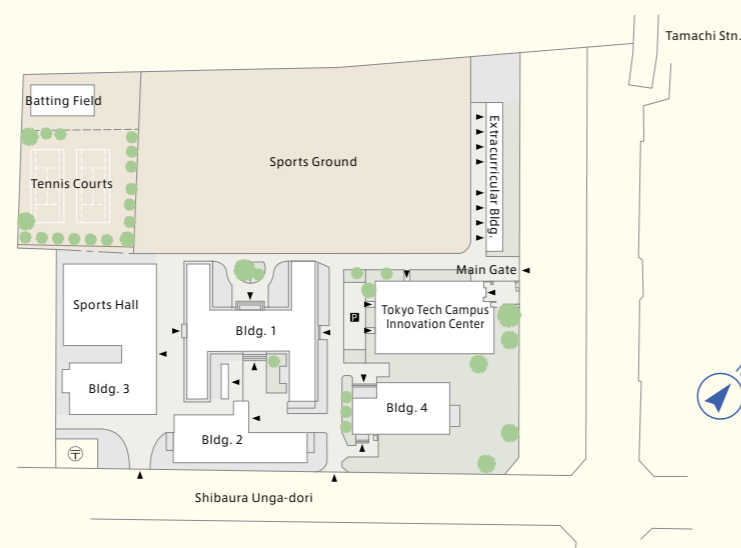 Tamachi Stn.
Batting Field
Tennis Courts
Sports Ground
Extracurricular Bldg.
Main Gate
Sports Hall
Bldg. 1
P
Tokyo Tech Campus
Innovation Center
Bldg. 3
Bldg. 4
Bldg. 2
〒
Shibaura Unga-dori